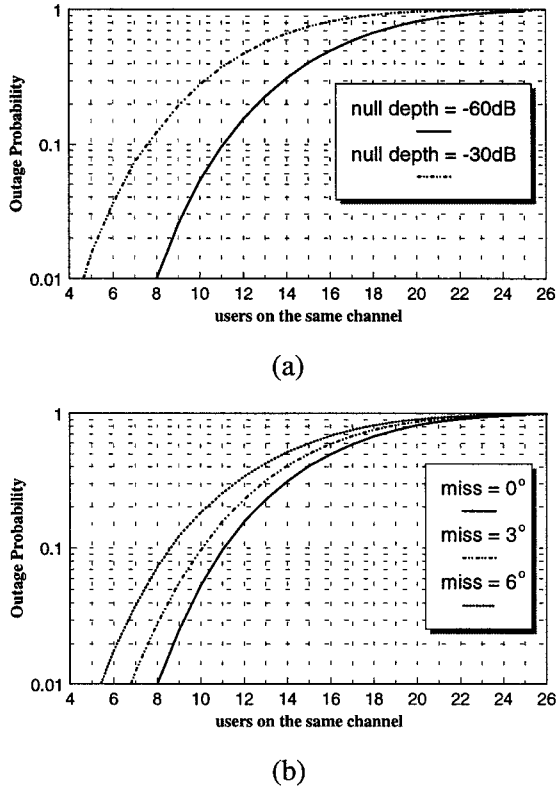 1
0.1
0.01
Outage Probability
null depth = -60dB
null depth = -30dB
4 6 8 10 12 14 16 18 20 22 24 26
users on the same channel
(a)
1
0.1
0.01
Outage Probability
miss = 0°
miss = 3°
miss = 6°
4 6 8 10 12 14 16 18 20 22 24 26
users on the same channel
(b)